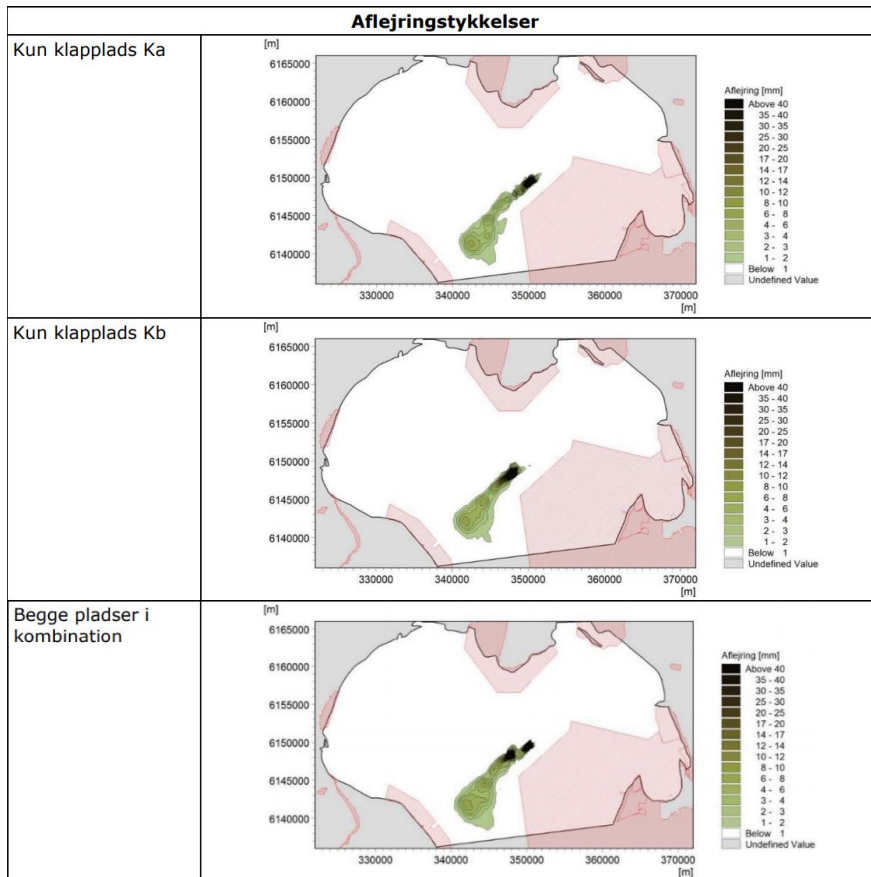 Aflejringstykkelser
Kun klapplads Ka
[m]
6165000
6160000
6155000
6150000
6145000
6140000
330000 340000 350000 360000 370000
[m]
Aflejring [mm]
Above 40
35 - 40
30 - 35
25 - 30
20 - 25
17 - 20
14 - 17
12 - 14
10 - 12
8 - 10
6 - 8
4 - 6
3 - 4
2 - 3
1 - 2
Below 1
Undefined Value
Kun klapplads Kb
[m]
6165000
6160000
6155000
6150000
6145000
6140000
330000 340000 350000 360000 370000
[m]
Aflejring [mm]
Above 40
35 - 40
30 - 35
25 - 30
20 - 25
17 - 20
14 - 17
12 - 14
10 - 12
8 - 10
6 - 8
4 - 6
3 - 4
2 - 3
1 - 2
Below 1
Undefined Value
Begge pladser i
kombination
[m]
6165000
6160000
6155000
6150000
6145000
6140000
330000 340000 350000 360000 370000
[m]
Aflejring [mm]
Above 40
35 - 40
30 - 35
25 - 30
20 - 25
17 - 20
14 - 17
12 - 14
10 - 12
8 - 10
6 - 8
4 - 6
3 - 4
2 - 3
1 - 2
Below 1
Undefined Value